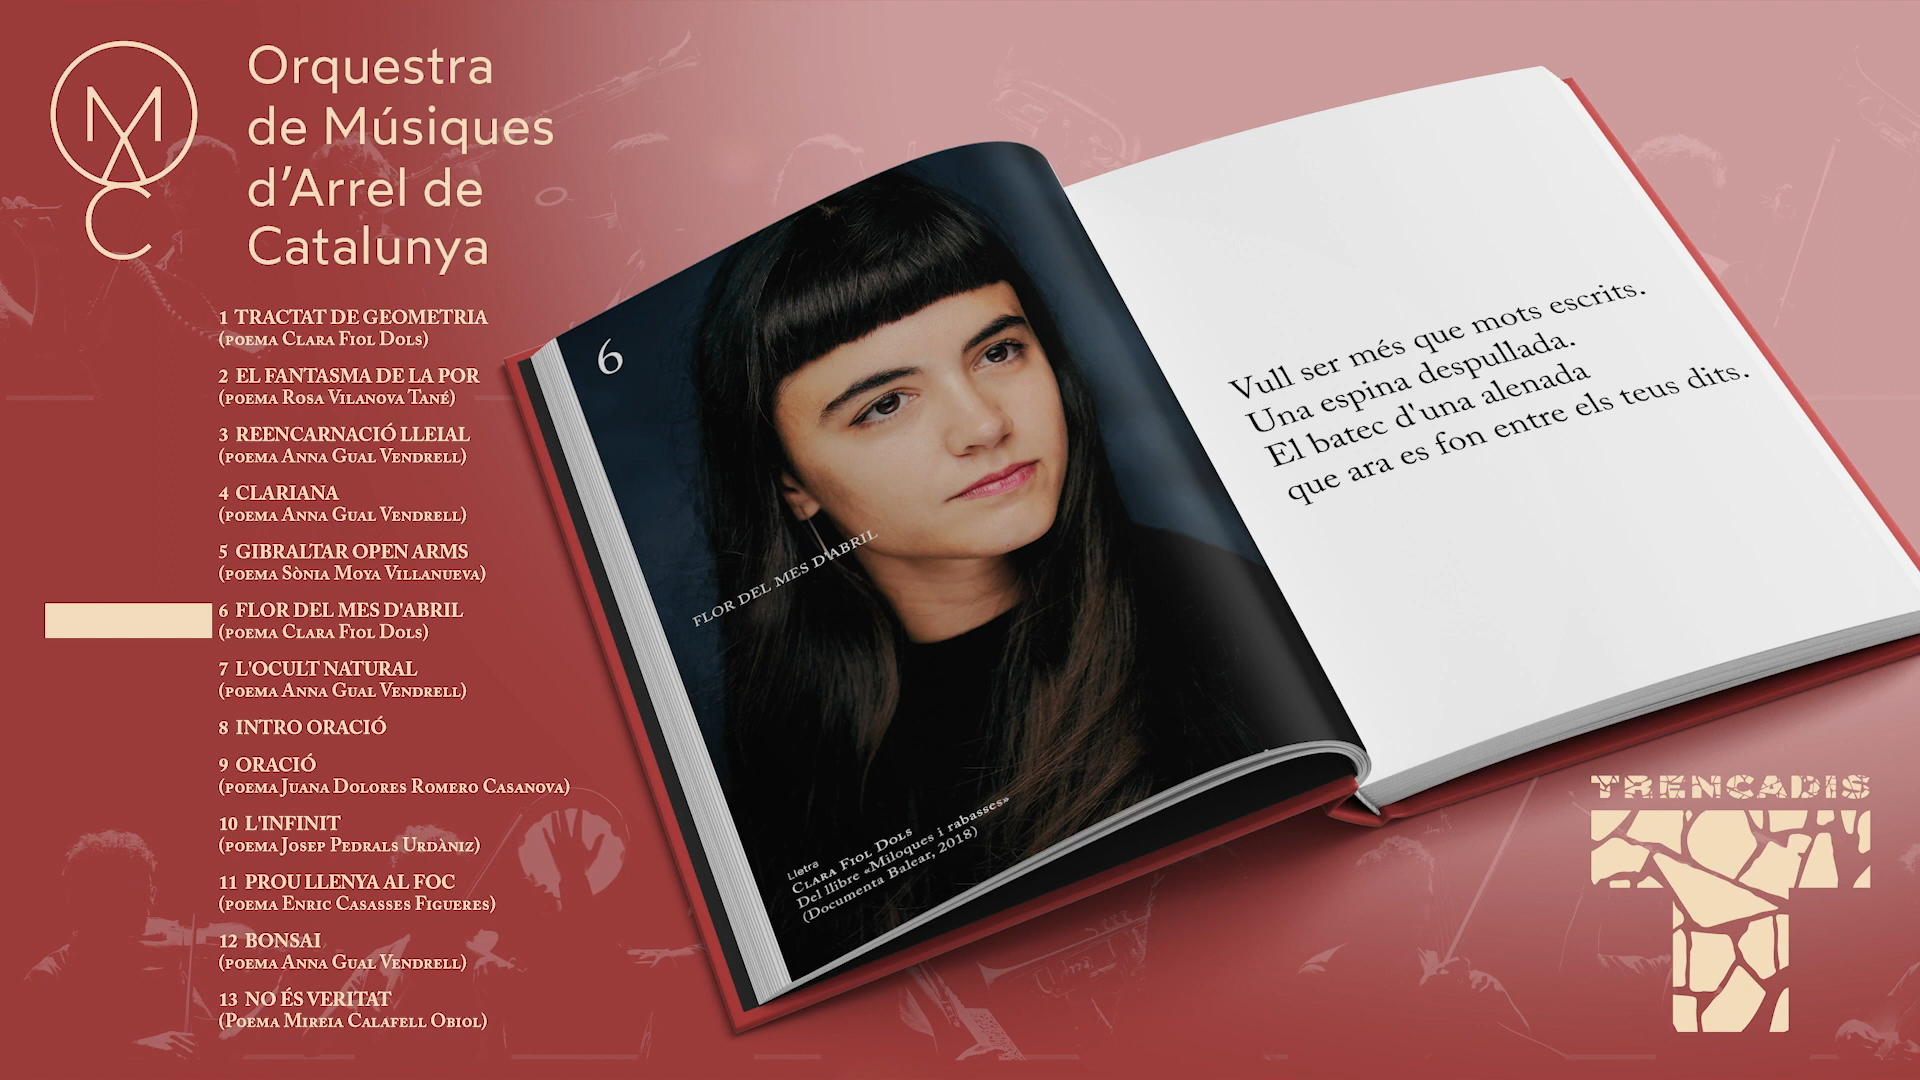 MAC
Orquestra
de Músiques
d’Arrel de
Catalunya
1 TRACTAT DE GEOMETRIA
(poema Clara Fiol Dols)
2 EL FANTASMA DE LA POR
(poema Rosa Vilanova Tané)
3 REENCARNACIÓ LLEIAL
(poema Anna Gual Vendrell)
4 CLARIANA
(poema Anna Gual Vendrell)
5 GIBRALTAR OPEN ARMS
(poema Sònia Moya Villanueva)
6 FLOR DEL MES D'ABRIL
(poema Clara Fiol Dols)
7 L'OCULT NATURAL
(poema Anna Gual Vendrell)
8 INTRO ORACIÓ
9 ORACIÓ
(poema Juana Dolores Romero Casanova)
10 L'INFINIT
(poema Josep Pedrals Urdàniz)
11 PROU LLENYA AL FOC
(poema Enric Casasses Figueres)
12 BONSAI
(poema Anna Gual Vendrell)
13 NO ÉS VERITAT
(Poema Mireia Calafell Obiol)
6
FLOR DEL MES D'ABRIL
Lletra
Clara Fiol Dols
Del llibre «Miloques i rabasses»
(Documenta Balear, 2018)
Vull ser més que mots escrits.
Una espina despullada.
El batec d'una alenada
que ara es fon entre els teus dits.
TRENCADIS
T